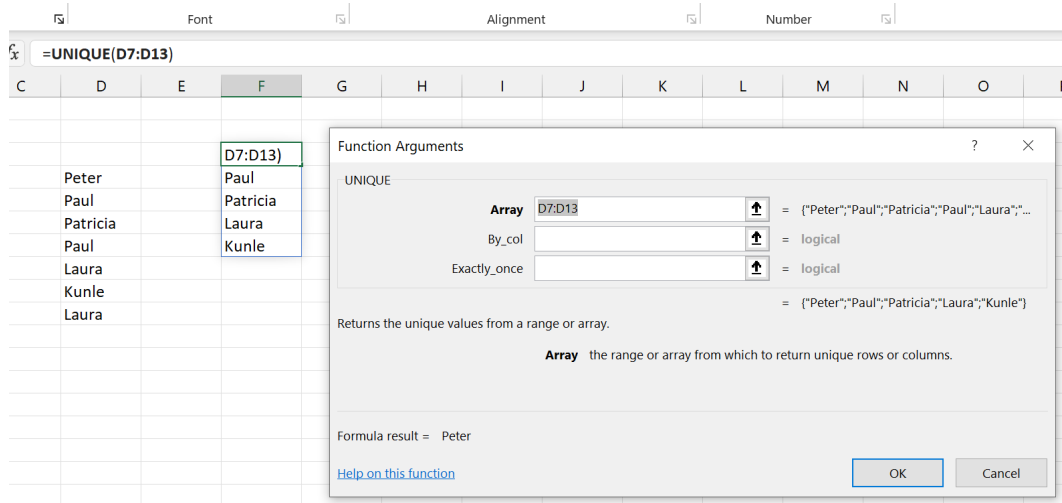 Font Alignment Number
fx =UNIQUE(D7:D13)
C D E F G H I J K L M N O
D7:D13)
Peter Paul
Paul Patricia
Patricia Laura
Paul Kunle
Laura
Kunle
Laura
Function Arguments ?
UNIQUE
Array D7:D13 = {"Peter";"Paul";"Patricia";"Paul";"Laura";"...
By_col = logical
Exactly_once = logical
= {"Peter";"Paul";"Patricia";"Laura";"Kunle"}
Returns the unique values from a range or array.
Array the range or array from which to return unique rows or columns.
Formula result = Peter
Help on this function OK Cancel